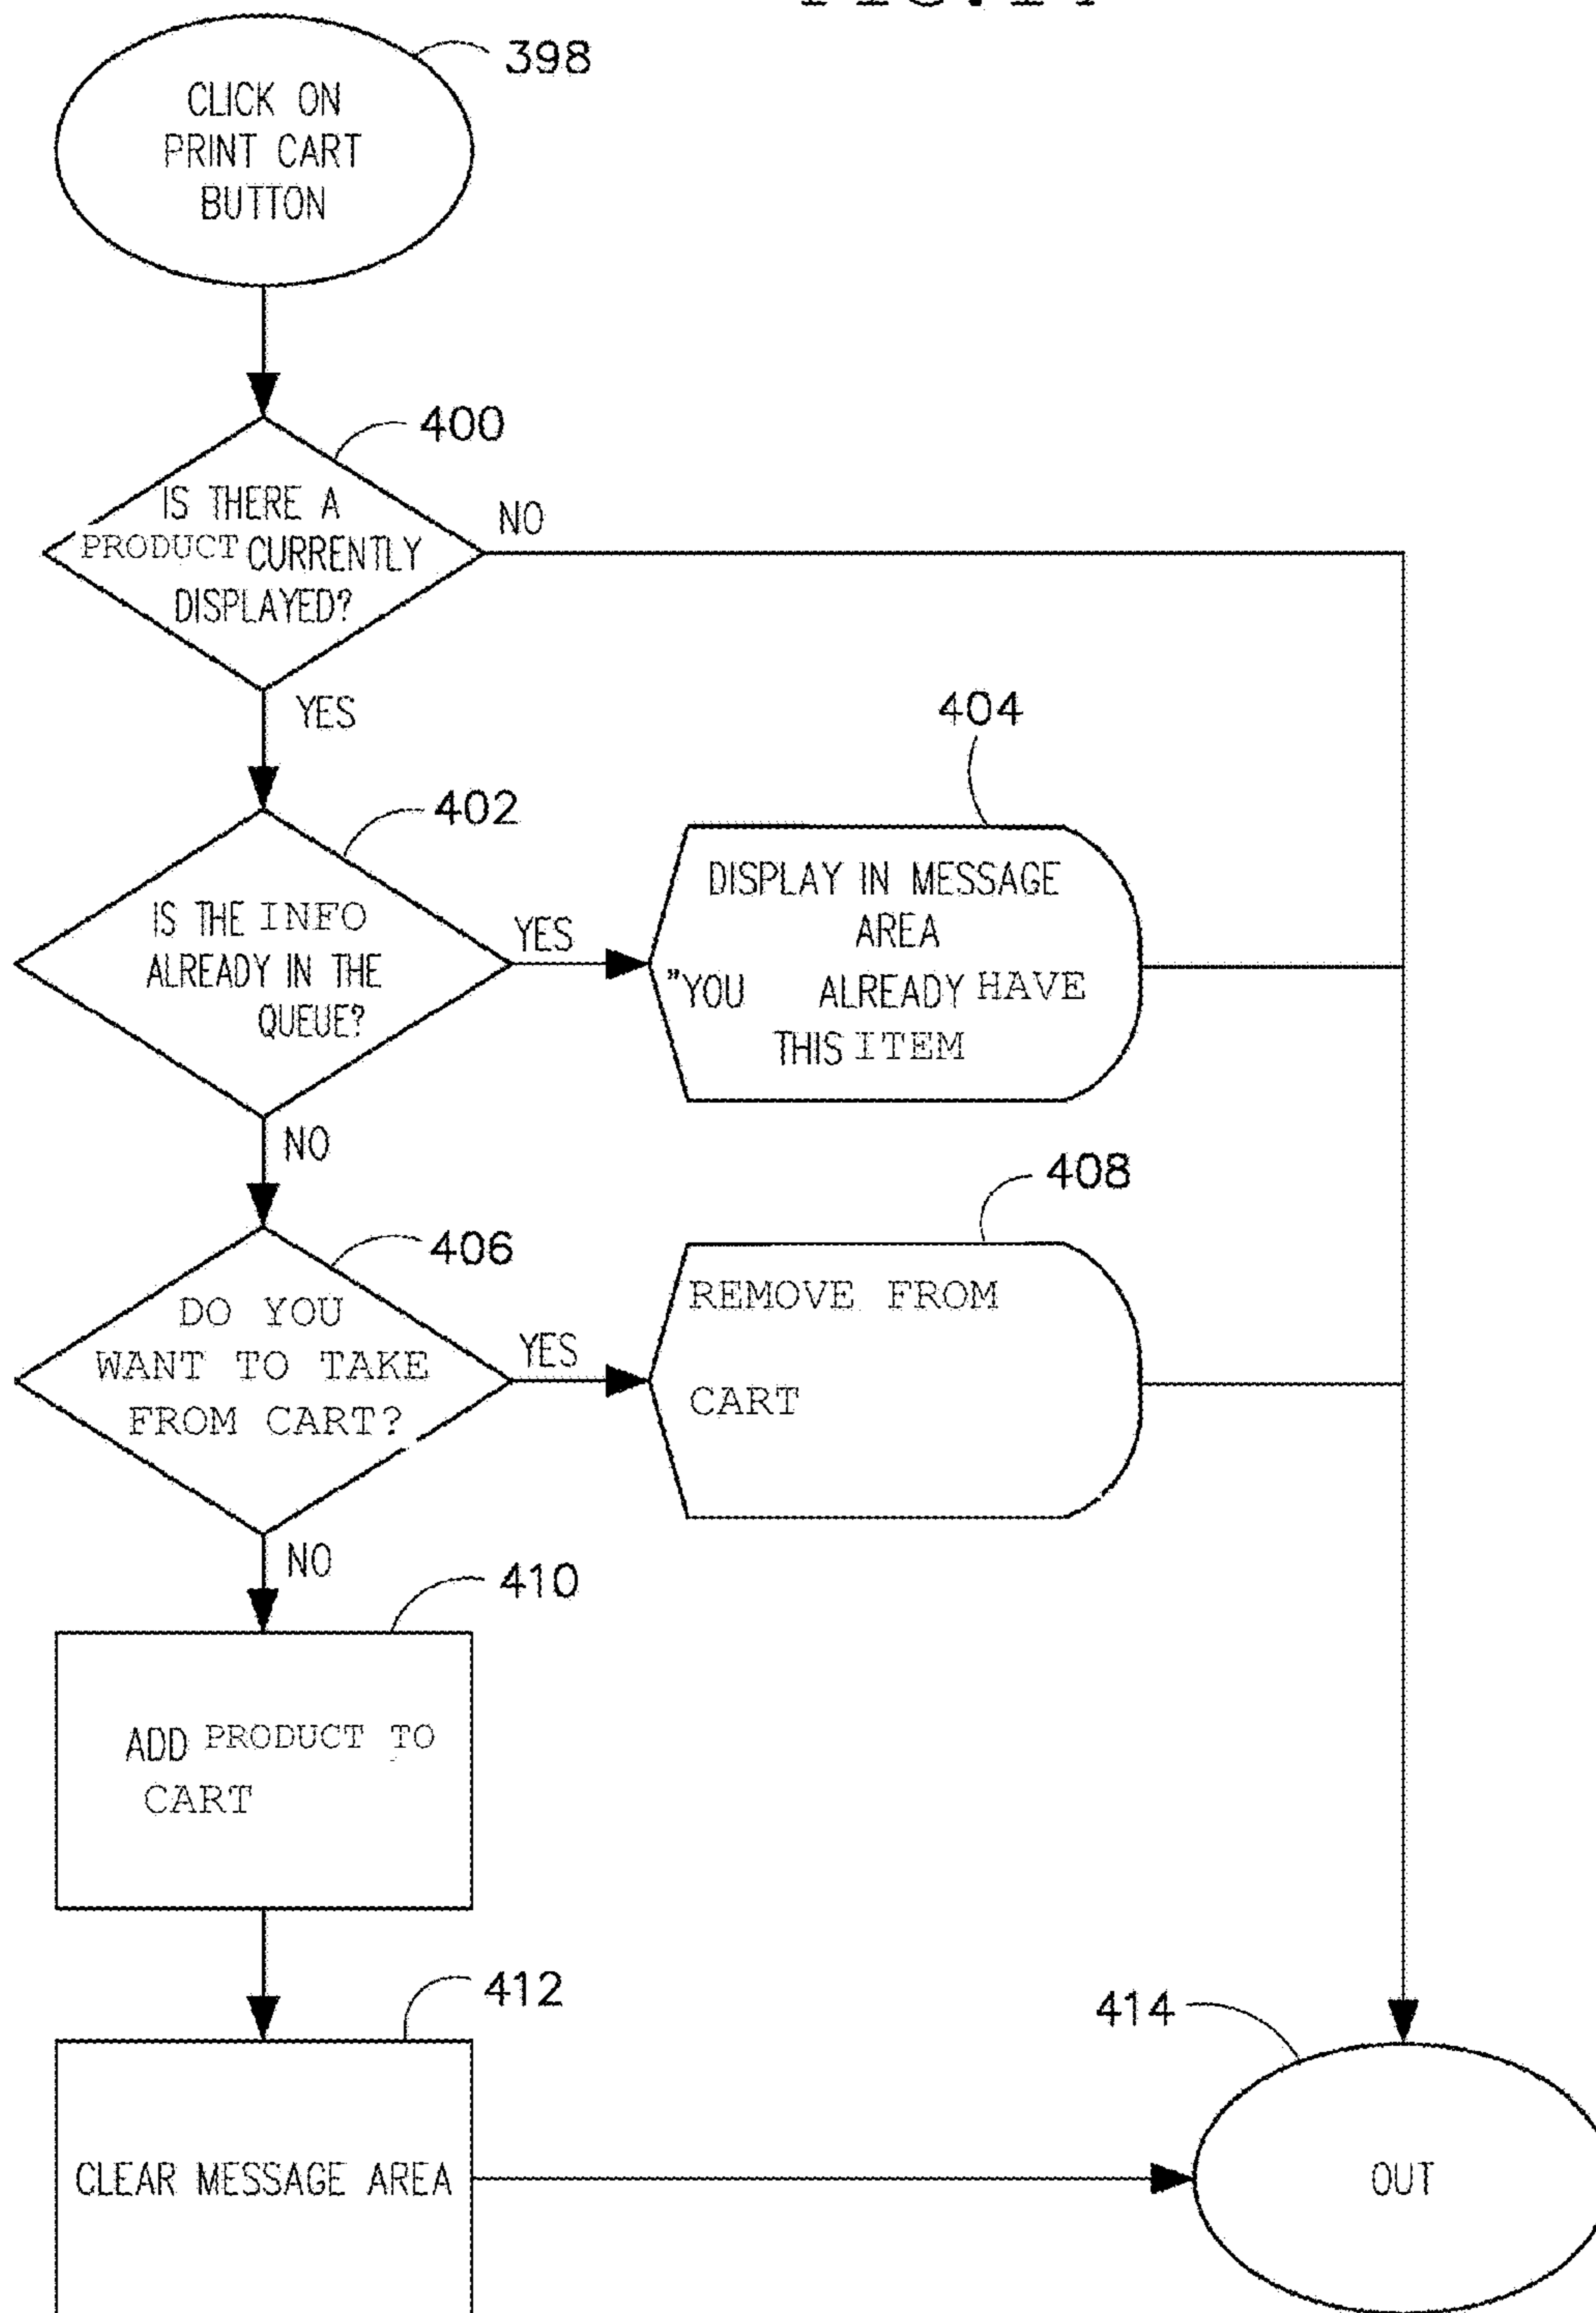 398
CLICK ON
PRINT CART
BUTTON
400
IS THERE A
PRODUCT CURRENTLY
DISPLAYED?
NO
YES
402
IS THE INFO
ALREADY IN THE
QUEUE?
YES
404
DISPLAY IN MESSAGE
AREA
"YOU ALREADY HAVE
THIS ITEM
NO
406
DO YOU
WANT TO TAKE
FROM CART?
YES
408
REMOVE FROM
CART
NO
410
ADD PRODUCT TO
CART
412
CLEAR MESSAGE AREA
414
OUT